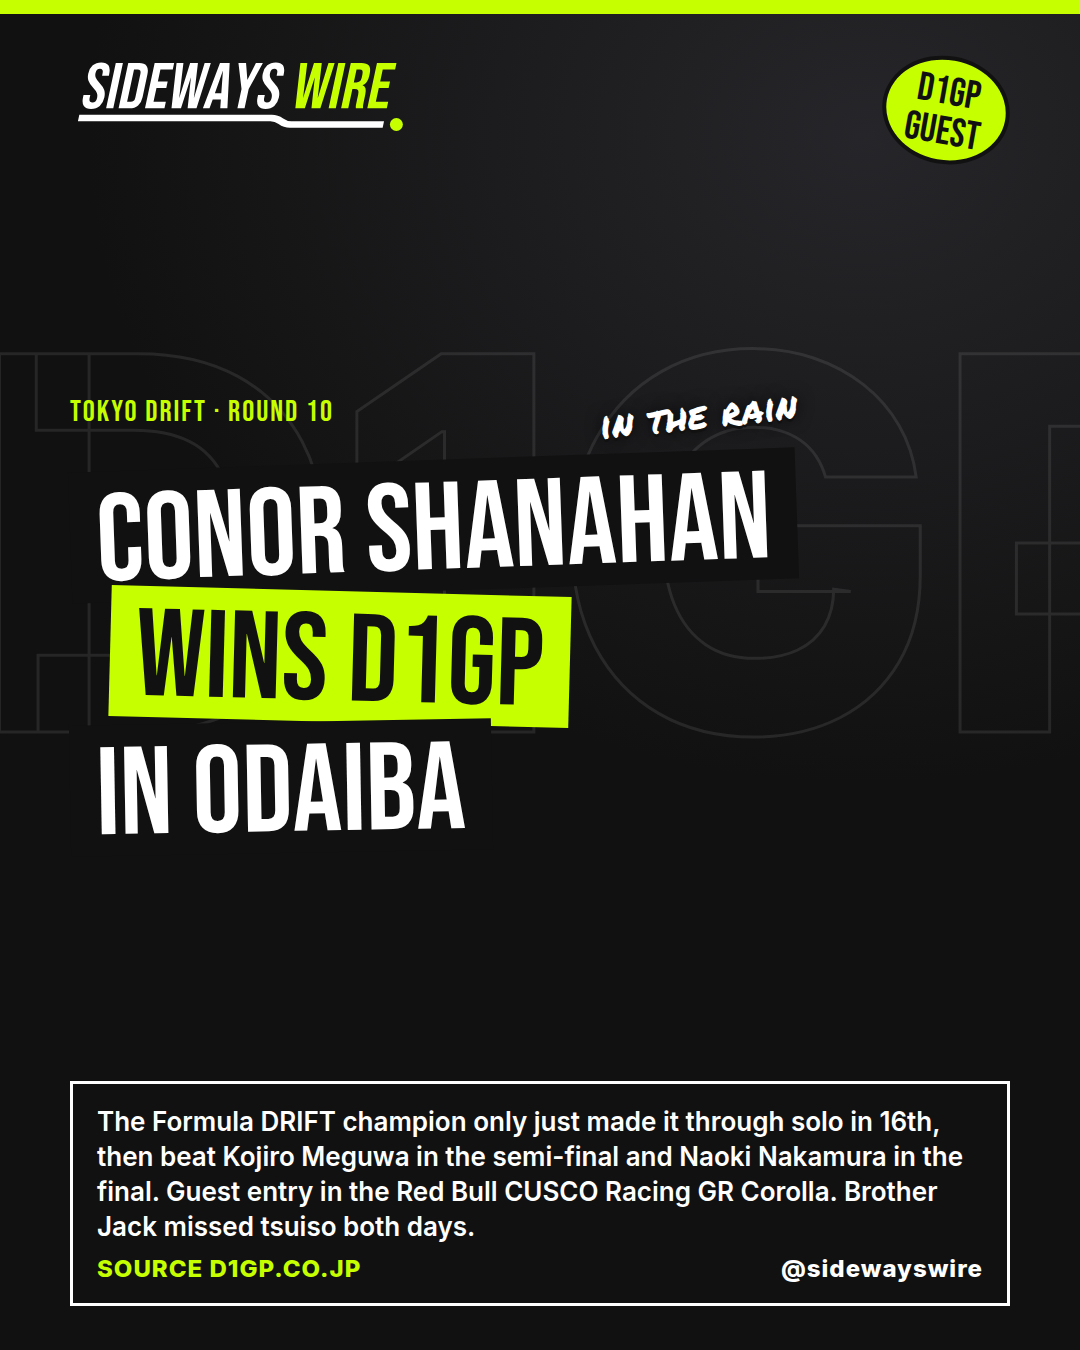 SIDEWAYS WIRE
D1GP
GUEST
D1GP
TOKYO DRIFT · ROUND 10
IN THE RAIN
CONOR SHANAHAN
WINS D1GP
IN ODAIBA
The Formula DRIFT champion only just made it through solo in 16th,
then beat Kojiro Meguwa in the semi-final and Naoki Nakamura in the
final. Guest entry in the Red Bull CUSCO Racing GR Corolla. Brother
Jack missed tsuiso both days.
SOURCE D1GP.CO.JP
@sidewayswire